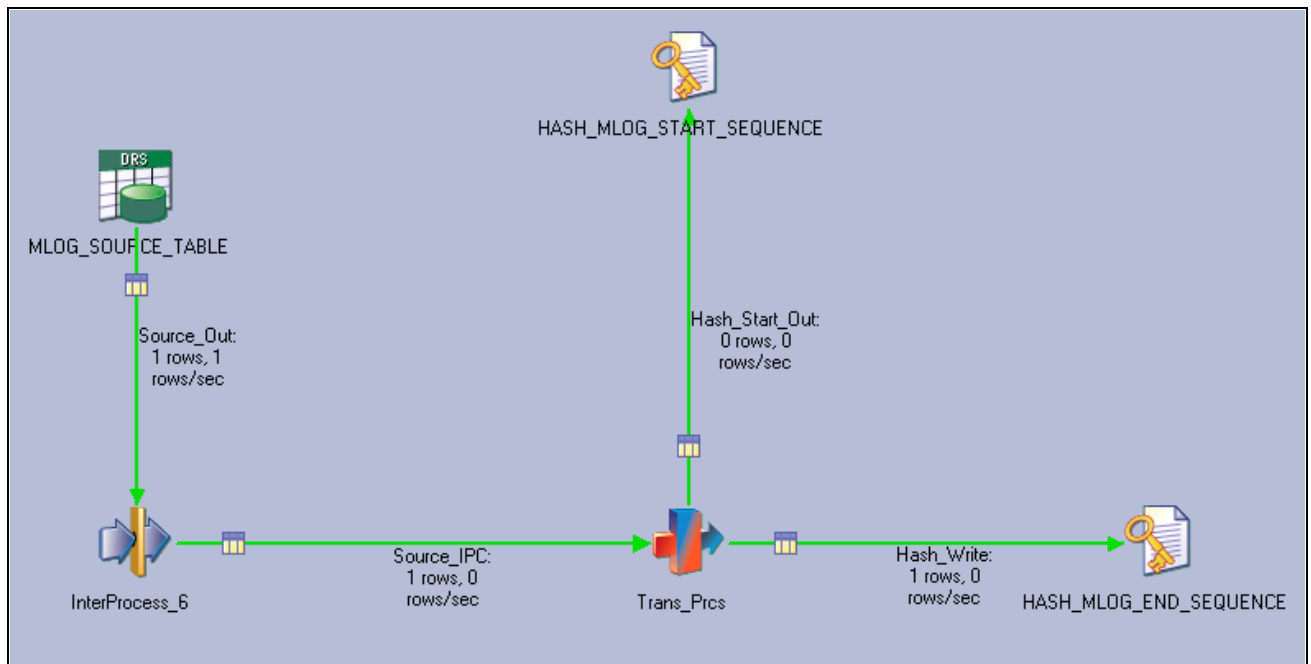 HASH_MLOG_START_SEQUENCE
DRS
MLOG_SOURCE_TABLE
Source_Out:
1 rows, 1
rows/sec
Hash_Start_Out:
0 rows, 0
rows/sec
Source_IPC:
1 rows, 0
rows/sec
Hash_Write:
1 rows, 0
rows/sec
InterProcess_6
Trans_Prcs
HASH_MLOG_END_SEQUENCE